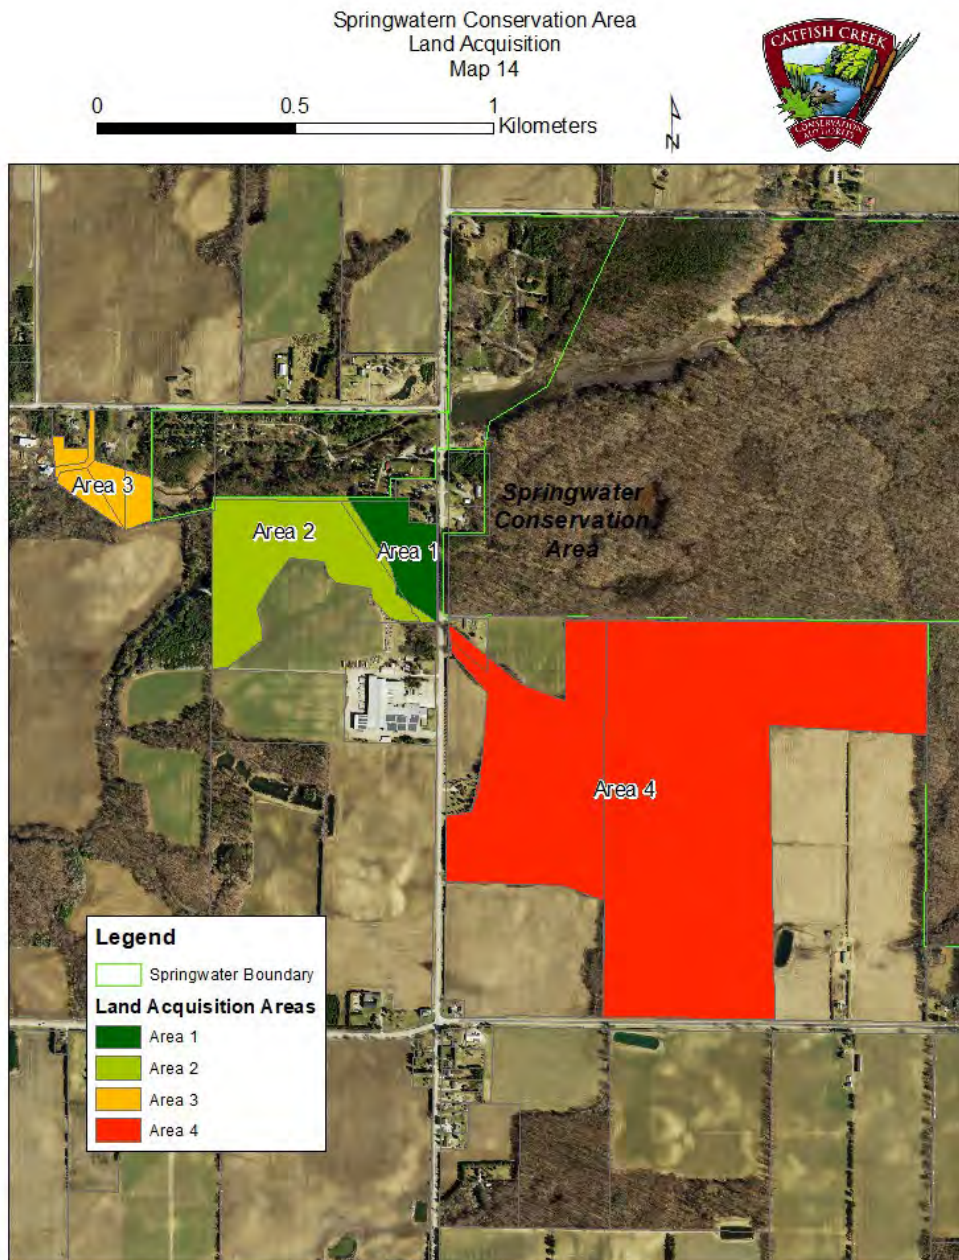 Springwatern Conservation Area
Land Acquisition
Map 14
0 0.5 1
Kilometers
N
CATFISH CREEK
CONSERVATION
AUTHORITY
Area 3
Area 2
Area 1
Springwater
Conservation
Area
Area 4
Legend
Springwater Boundary
Land Acquisition Areas
Area 1
Area 2
Area 3
Area 4